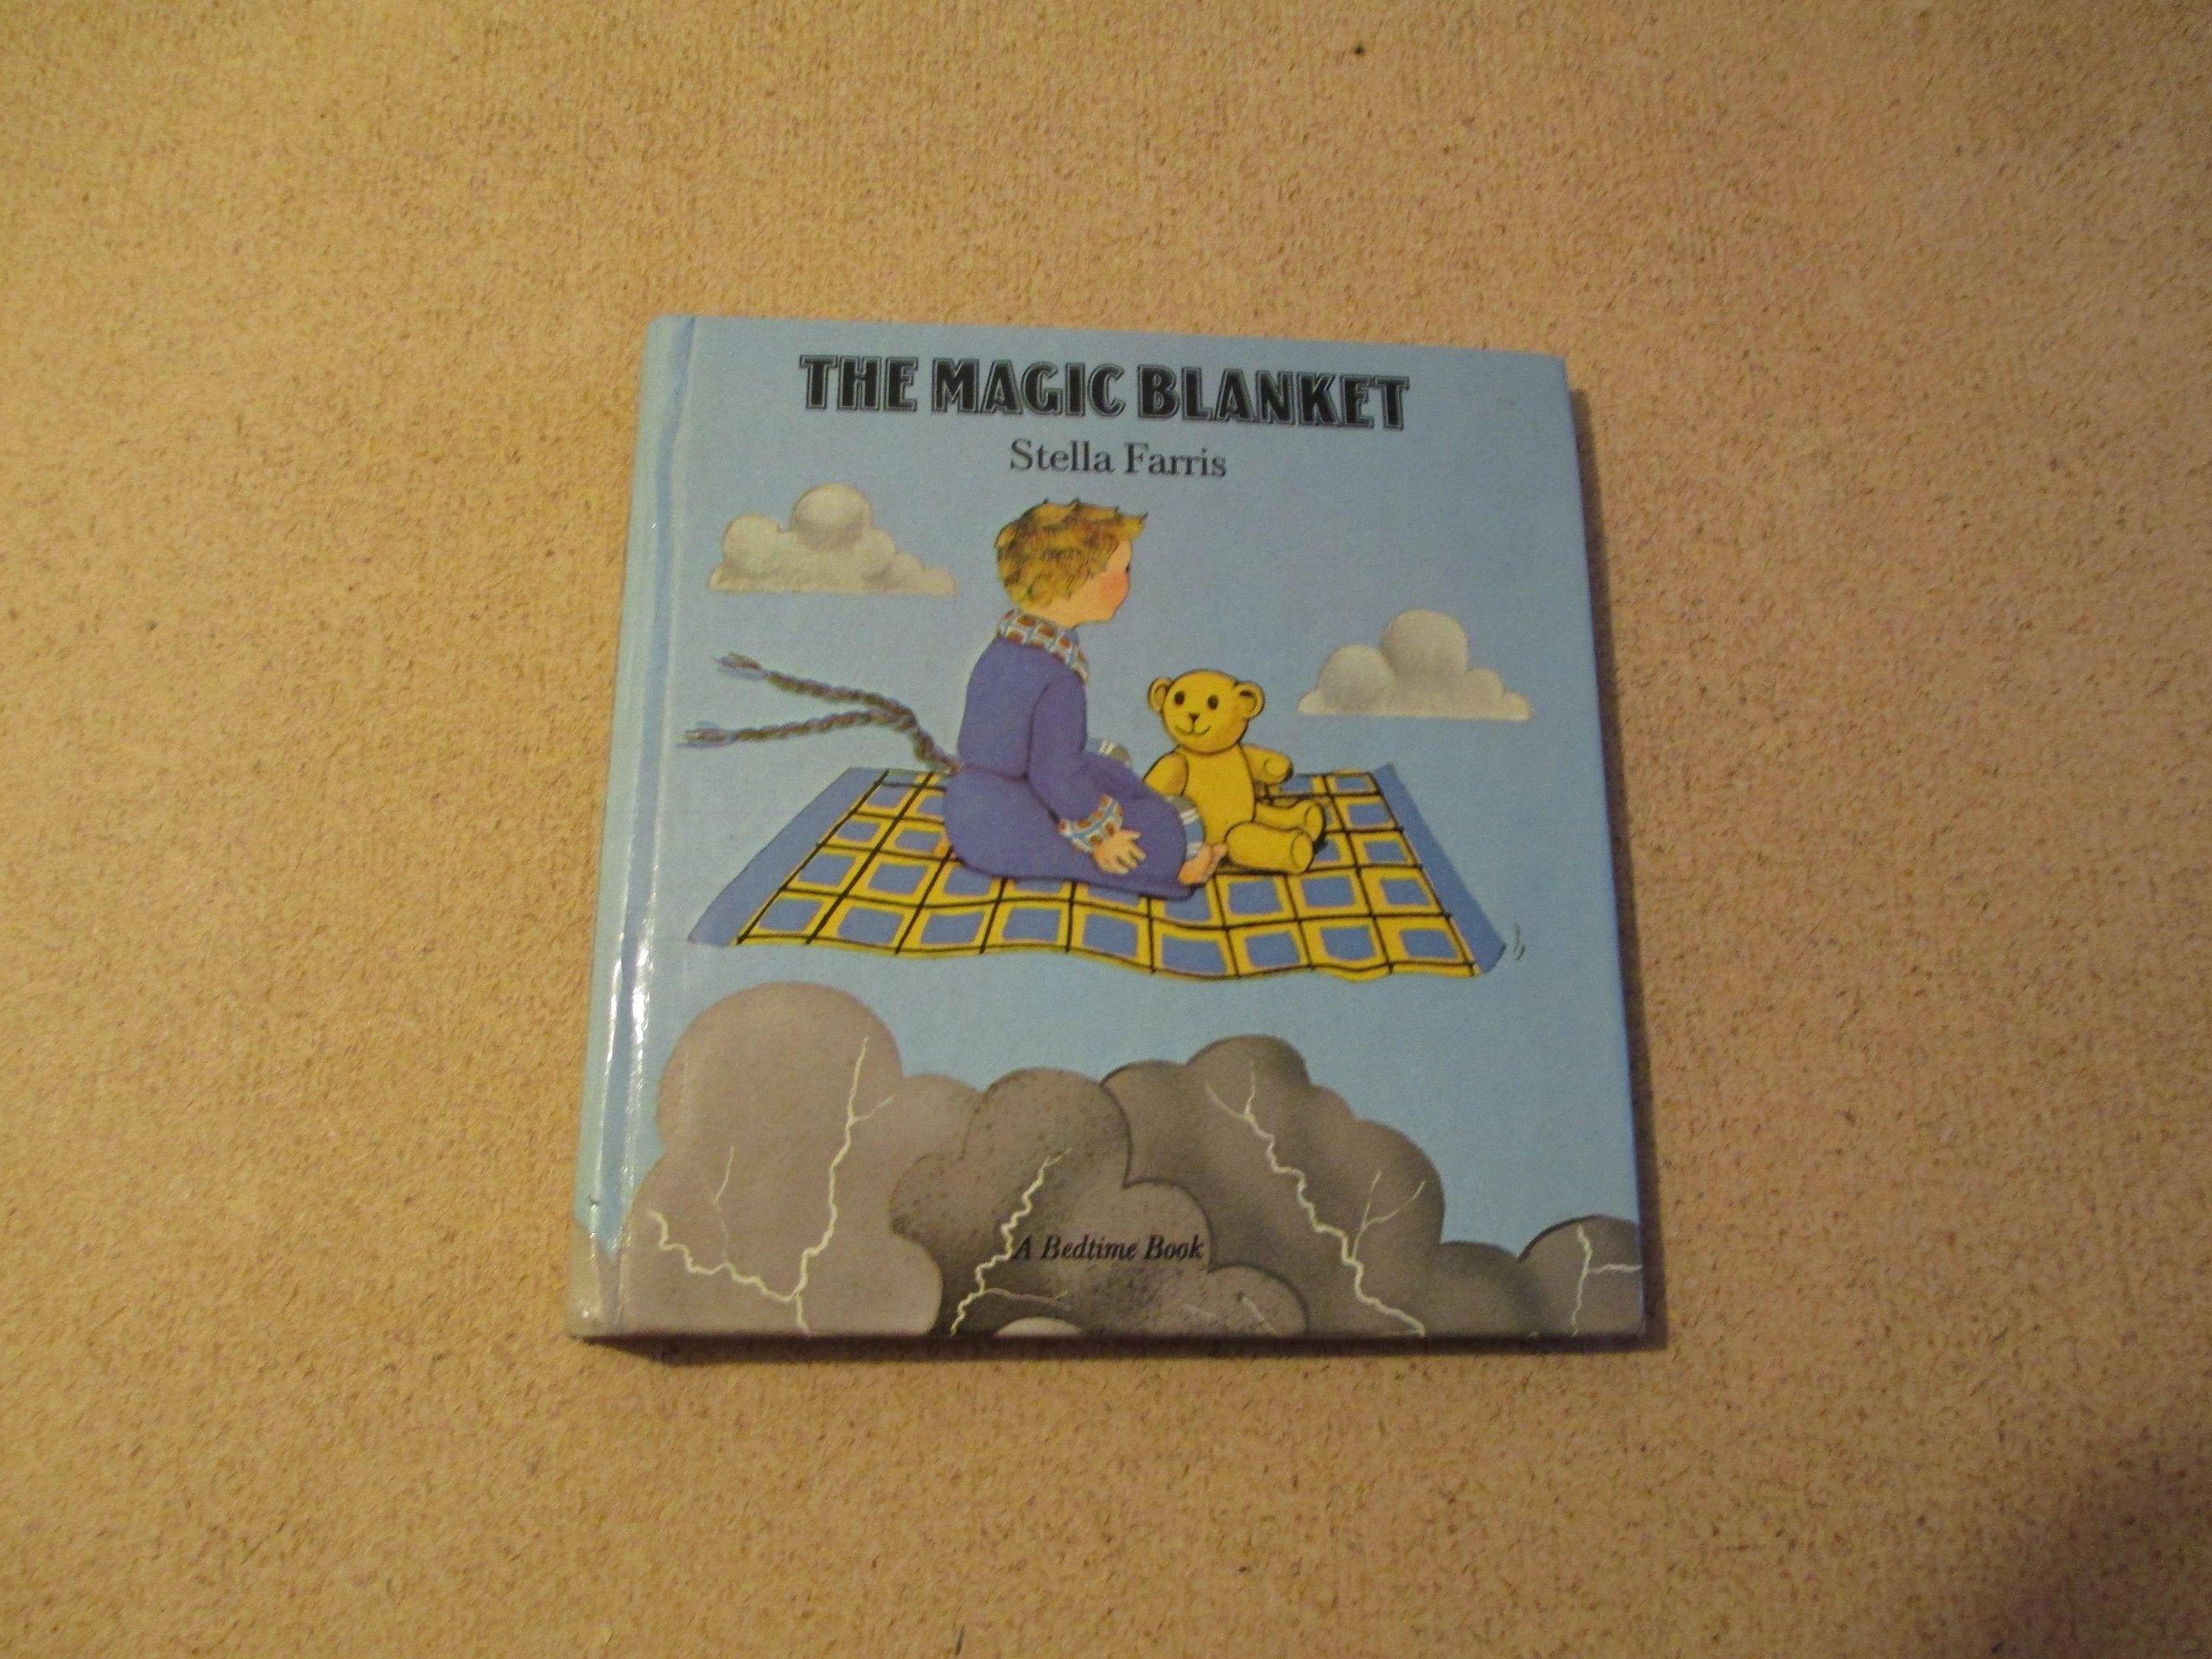 THE MAGIC BLANKET
Stella Farris
A Bedtime Book